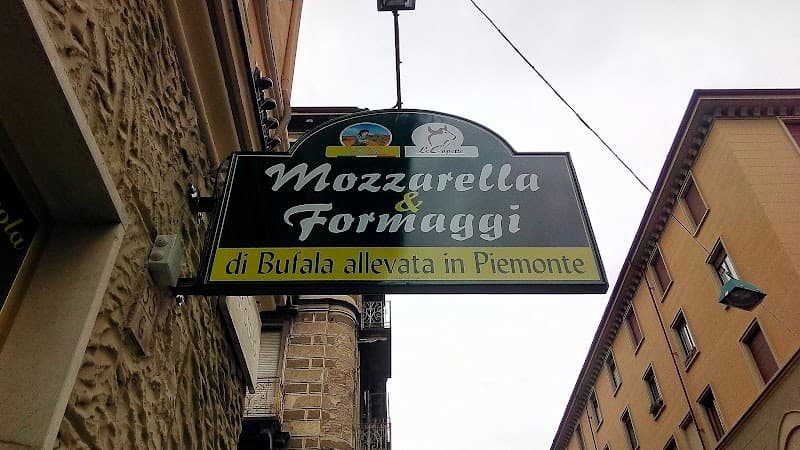 Mozzarella
&
Formaggi
di Bufala allevata in Piemonte